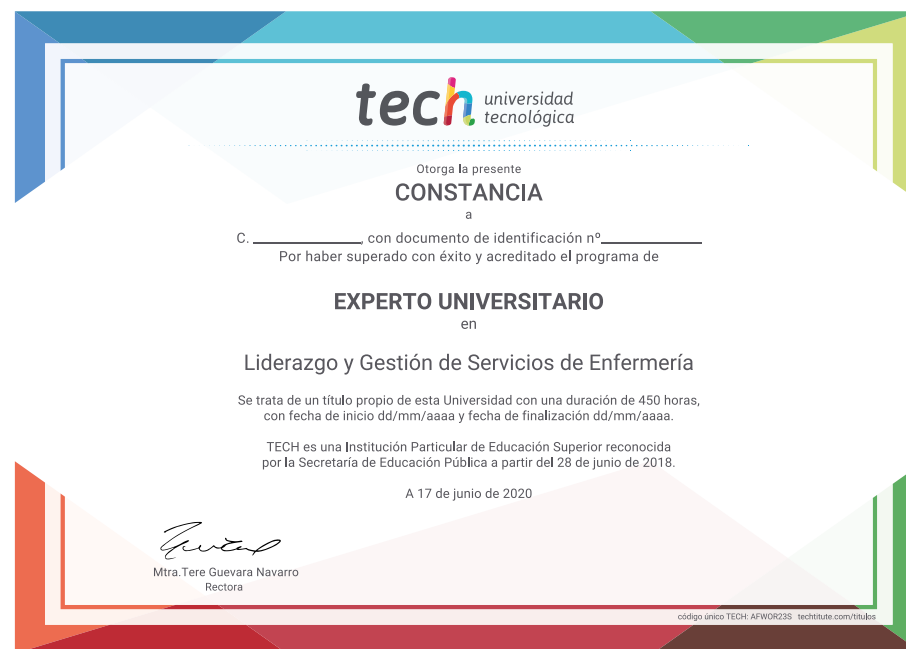 tech universidad
tecnológica
Otorga la presente
CONSTANCIA
a
C. ____________, con documento de identificación nº____________
Por haber superado con éxito y acreditado el programa de
EXPERTO UNIVERSITARIO
en
Liderazgo y Gestión de Servicios de Enfermería
Se trata de un título propio de esta Universidad con una duración de 450 horas,
con fecha de inicio dd/mm/aaaa y fecha de finalización dd/mm/aaaa.
TECH es una Institución Particular de Educación Superior reconocida
por la Secretaría de Educación Pública a partir del 28 de junio de 2018.
A 17 de junio de 2020
Mtra.Tere Guevara Navarro
Rectora
código único TECH: AFWOR23S techtitute.com/titulos